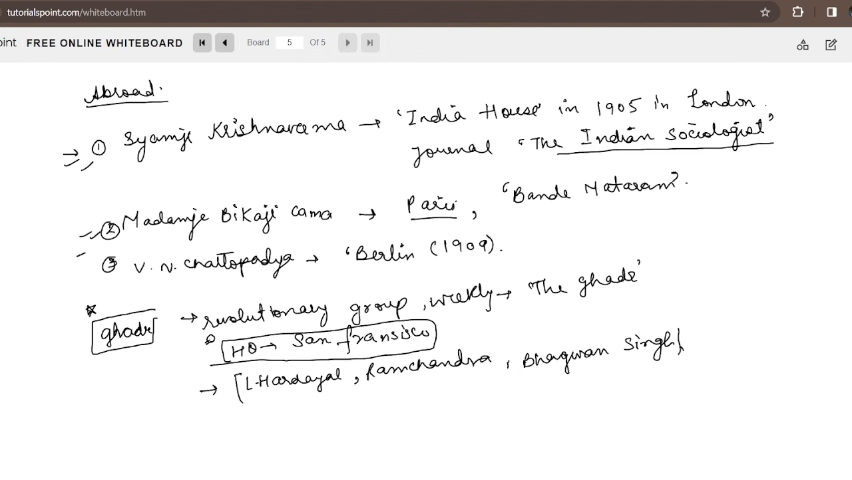 tutorialspoint.com/whiteboard.htm
oint FREE ONLINE WHITEBOARD Board 5 Of 5
Abroad.
① Syamji Krishnavarma → 'India House' in 1905 in London.
Journal "The Indian Sociologist"
② Madamje Bikaji Cama → Paris, 'Bande Mataram'.
③ V. N. Chattopadya → 'Berlin (1909).
* ghadr → revolutionary group, weekly → The ghadr'
HO → San fransisco
→ [L. Hardayal, Ramchandra, Bhagwan Singh]